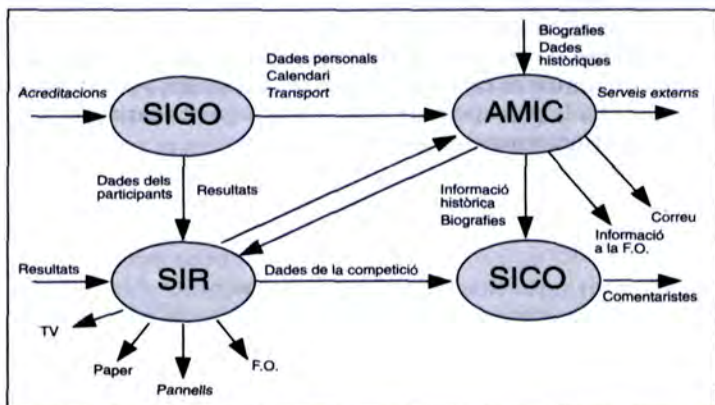 Biografies
Dades
històriques
Dades personals
Calendari
Transport
Acreditacions
SIGO
AMIC
Serveis externs
Dades dels
participants
Resultats
Informació
històrica
Biografies
Correu
Informació
a la F.O.
Resultats
SIR
Dades de la competició
SICO
Comentaristes
TV
Paper
Pannells
F.O.